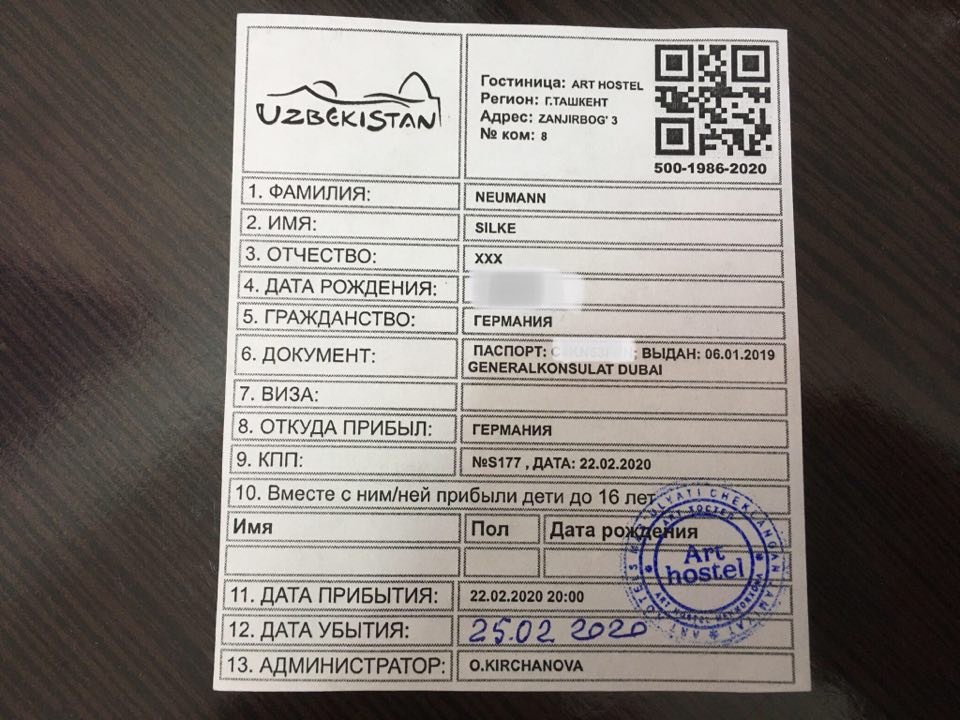 UZBEKISTAN
Гостиница: ART HOSTEL
Регион: Г.ТАШКЕНТ
Адрес: ZANJIRBOG' 3
№ ком: 8
500-1986-2020
1. ФАМИЛИЯ: NEUMANN
2. ИМЯ: SILKE
3. ОТЧЕСТВО: XXX
4. ДАТА РОЖДЕНИЯ:
5. ГРАЖДАНСТВО: ГЕРМАНИЯ
6. ДОКУМЕНТ: ПАСПОРТ: ВЫДАН: 06.01.2019
GENERALKONSULAT DUBAI
7. ВИЗА:
8. ОТКУДА ПРИБЫЛ: ГЕРМАНИЯ
9. КПП: №S177 , ДАТА: 22.02.2020
10. Вместе с ним/ней прибыли дети до 16 лет
Имя Пол Дата рождения
Art
hostel
11. ДАТА ПРИБЫТИЯ: 22.02.2020 20:00
12. ДАТА УБЫТИЯ: 25.02 2020
13. АДМИНИСТРАТОР: O.KIRCHANOVA